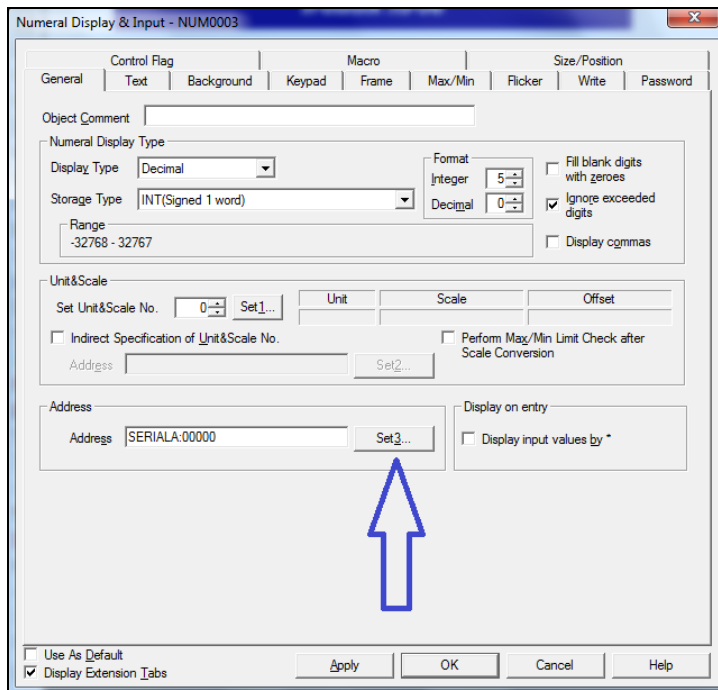 Numeral Display & Input - NUM0003
Control Flag Macro Size/Position
General Text Background Keypad Frame Max/Min Flicker Write Password
Object Comment
Numeral Display Type
Display Type Decimal
Format
Integer 5
Decimal 0
Fill blank digits
with zeroes
Storage Type INT(Signed 1 word)
Ignore exceeded
digits
Range
-32768 - 32767
Display commas
Unit&Scale
Set Unit&Scale No. 0 Set1...
Unit Scale Offset
Indirect Specification of Unit&Scale No.
Perform Max/Min Limit Check after
Scale Conversion
Address Set2...
Address
Address SERIALA:00000 Set3...
Display on entry
Display input values by *
Use As Default
Display Extension Tabs
Apply OK Cancel Help